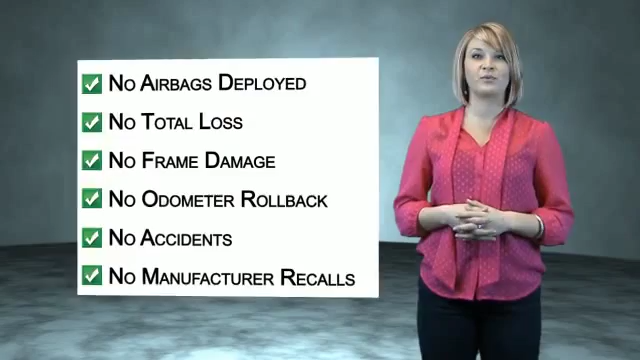 No Airbags Deployed
No Total Loss
No Frame Damage
No Odometer Rollback
No Accidents
No Manufacturer Recalls